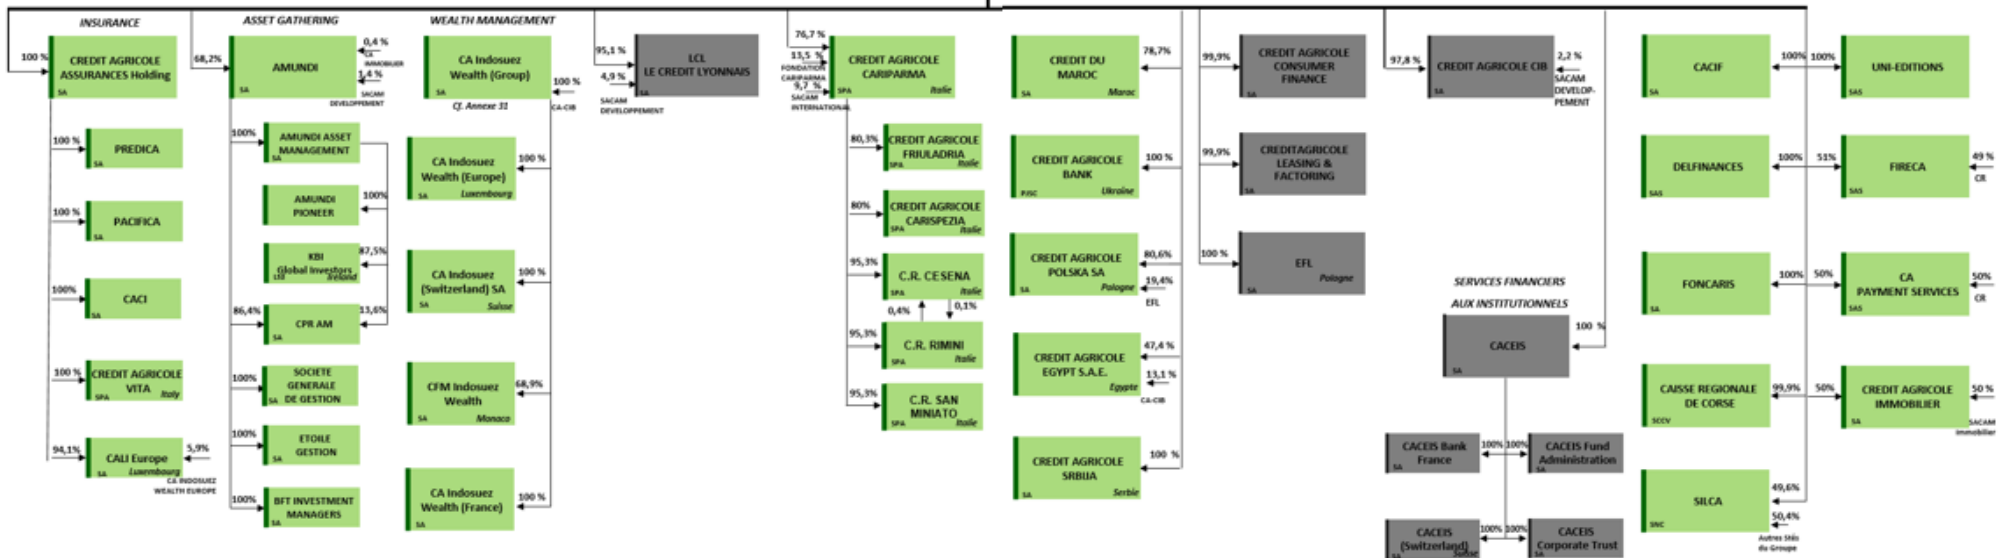 INSURANCE
100 %
CREDIT AGRICOLE
ASSURANCES Holding
SA
100 %
PREDICA
SA
100 %
PACIFICA
SA
100%
CACI
SA
100 %
CREDIT AGRICOLE
VITA
SPA
Italy
94,1%
CALI Europe
SA
Luxembourg
5,9%
CA INDOSUEZ
WEALTH EUROPE
ASSET GATHERING
68,2%
AMUNDI
SA
0,4 %
CA
IMMOBILIER
1,4 %
SACAM
DEVELOPPEMENT
100%
AMUNDI ASSET
MANAGEMENT
SA
AMUNDI
PIONEER
100%
KBI
Global Investors
Ltd
Ireland
87,5%
86,4%
CPR AM
SA
13,6%
100%
SOCIETE
GENERALE
DE GESTION
SA
100%
ETOILE
GESTION
SA
100%
BFT INVESTMENT
MANAGERS
SA
WEALTH MANAGEMENT
CA Indosuez
Wealth (Group)
SA
Cf. Annexe 31
100 %
CA-CIB
CA Indosuez
Wealth (Europe)
SA
Luxembourg
100 %
CA Indosuez
(Switzerland) SA
SA
Suisse
100 %
CFM Indosuez
Wealth
SA
Monaco
68,9%
CA Indosuez
Wealth (France)
SA
100 %
95,1 %
4,9 %
SACAM
DEVELOPPEMENT
LCL
LE CREDIT LYONNAIS
SA
76,7 %
13,5 %
FONDATION
CARIPARMA
9,7 %
SACAM
INTERNATIONAL
CREDIT AGRICOLE
CARIPARMA
SPA
Italie
80,3%
CREDIT AGRICOLE
FRIULADRIA
SPA
Italie
80%
CREDIT AGRICOLE
CARISPEZIA
SPA
Italie
95,3%
C.R. CESENA
SPA
Italie
0,4%
0,1%
95,3%
C.R. RIMINI
SPA
Italie
95,3%
C.R. SAN
MINIATO
SPA
Italie
CREDIT DU
MAROC
SA
Maroc
78,7%
CREDIT AGRICOLE
BANK
PJSC
Ukraine
100 %
CREDIT AGRICOLE
POLSKA SA
SA
Pologne
80,6%
19,4%
EFL
CREDIT AGRICOLE
EGYPT S.A.E.
SA
Egypte
47,4 %
13,1 %
CA-CIB
CREDIT AGRICOLE
SRBIJA
SA
Serbie
100 %
99,9%
CREDIT AGRICOLE
CONSUMER
FINANCE
SA
99,9%
CREDITAGRICOLE
LEASING &
FACTORING
SA
100 %
EFL
SA
Pologne
97,8 %
CREDIT AGRICOLE CIB
SA
2,2 %
SACAM
DEVELOP-
PEMENT
SERVICES FINANCIERS
AUX INSTITUTIONNELS
CACEIS
SA
100 %
CACEIS Bank
France
SA
100%
100%
CACEIS Fund
Administration
SA
CACEIS
(Switzerland)
SA
Suisse
100%
100%
CACEIS
Corporate Trust
SA
CACIF
SA
100%
100%
UNI-EDITIONS
SAS
DELFINANCES
SAS
100%
51%
FIRECA
SAS
49 %
CR
FONCARIS
SA
100%
50%
CA
PAYMENT SERVICES
SAS
50%
CR
CAISSE REGIONALE
DE CORSE
SCCV
99,9%
50%
CREDIT AGRICOLE
IMMOBILIER
SA
50 %
SACAM
Immobilier
SILCA
SNC
49,6%
50,4%
Autres Stés
du Groupe